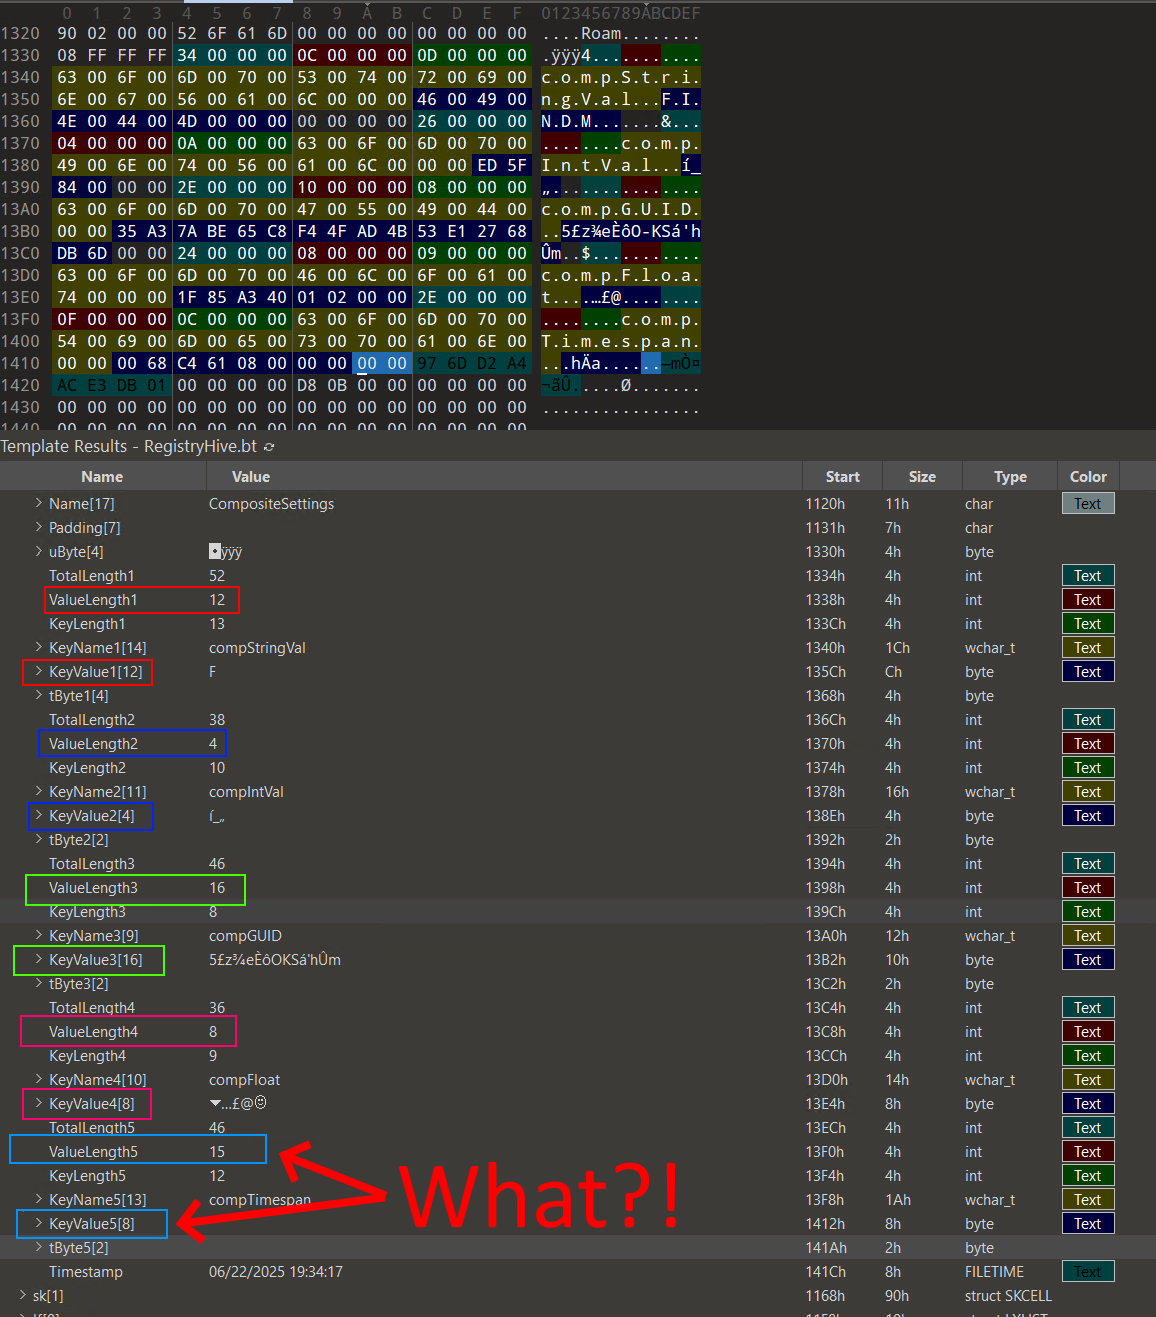 0 1 2 3 4 5 6 7 8 9 A B C D E F 0123456789ABCDEF
1320 90 02 00 00 52 6F 61 6D 00 00 00 00 00 00 00 00 ....Roam........
1330 08 FF FF FF 34 00 00 00 0C 00 00 00 0D 00 00 00 .ÿÿÿ4...........
1340 63 00 6F 00 6D 00 70 00 53 00 74 00 72 00 69 00 c.o.m.p.S.t.r.i.
1350 6E 00 67 00 56 00 61 00 6C 00 00 00 46 00 49 00 n.g.V.a.l...F.I.
1360 4E 00 44 00 4D 00 00 00 00 00 00 00 26 00 00 00 N.D.M.......&...
1370 04 00 00 00 0A 00 00 00 63 00 6F 00 6D 00 70 00 ........c.o.m.p.
1380 49 00 6E 00 74 00 56 00 61 00 6C 00 00 00 ED 5F I.n.t.V.a.l...í_
1390 84 00 00 00 2E 00 00 00 10 00 00 00 08 00 00 00 „...............
13A0 63 00 6F 00 6D 00 70 00 47 00 55 00 49 00 44 00 c.o.m.p.G.U.I.D.
13B0 00 00 35 A3 7A BE 65 C8 F4 4F AD 4B 53 E1 27 68 ..5£z¾eÈôO-KSá'h
13C0 DB 6D 00 00 24 00 00 00 08 00 00 00 09 00 00 00 Ûm..$...........
13D0 63 00 6F 00 6D 00 70 00 46 00 6C 00 6F 00 61 00 c.o.m.p.F.l.o.a.
13E0 74 00 00 00 1F 85 A3 40 01 02 00 00 2E 00 00 00 t....…£@........
13F0 0F 00 00 00 0C 00 00 00 63 00 6F 00 6D 00 70 00 ........c.o.m.p.
1400 54 00 69 00 6D 00 65 00 73 00 70 00 61 00 6E 00 T.i.m.e.s.p.a.n.
1410 00 00 00 68 C4 61 08 00 00 00 00 00 97 6D D2 A4 ...hÄa......—mÒ¤
1420 AC E3 DB 01 00 00 00 00 D8 0B 00 00 00 00 00 00 ¬ãÛ.....Ø.......
1430 00 00 00 00 00 00 00 00 00 00 00 00 00 00 00 00 ................
1440 00 00 00 00 00 00 00 00 00 00 00 00 00 00 00 00
Template Results - RegistryHive.bt
Name Value Start Size Type Color
Name[17] CompositeSettings 1120h 11h char Text
Padding[7] 1131h 7h char
uByte[4] ◘ÿÿÿ 1330h 4h byte
TotalLength1 52 1334h 4h int Text
ValueLength1 12 1338h 4h int Text
KeyLength1 13 133Ch 4h int Text
KeyName1[14] compStringVal 1340h 1Ch wchar_t Text
KeyValue1[12] F 135Ch Ch byte Text
tByte1[4] 1368h 4h byte
TotalLength2 38 136Ch 4h int Text
ValueLength2 4 1370h 4h int Text
KeyLength2 10 1374h 4h int Text
KeyName2[11] compIntVal 1378h 16h wchar_t Text
KeyValue2[4] í_„ 138Eh 4h byte Text
tByte2[2] 1392h 2h byte
TotalLength3 46 1394h 4h int Text
ValueLength3 16 1398h 4h int Text
KeyLength3 8 139Ch 4h int Text
KeyName3[9] compGUID 13A0h 12h wchar_t Text
KeyValue3[16] 5£z¾eÈôOKSá'hÛm 13B2h 10h byte Text
tByte3[2] 13C2h 2h byte
TotalLength4 36 13C4h 4h int Text
ValueLength4 8 13C8h 4h int Text
KeyLength4 9 13CCh 4h int Text
KeyName4[10] compFloat 13D0h 14h wchar_t Text
KeyValue4[8] ▼…£@☺ 13E4h 8h byte Text
TotalLength5 46 13ECh 4h int Text
ValueLength5 15 13F0h 4h int Text
KeyLength5 12 13F4h 4h int Text
KeyName5[13] compTimespan 13F8h 1Ah wchar_t Text
KeyValue5[8] 1412h 8h byte Text
tByte5[2] 141Ah 2h byte
Timestamp 06/22/2025 19:34:17 141Ch 8h FILETIME Text
sk[1] 1168h 90h struct SKCELL
What?!